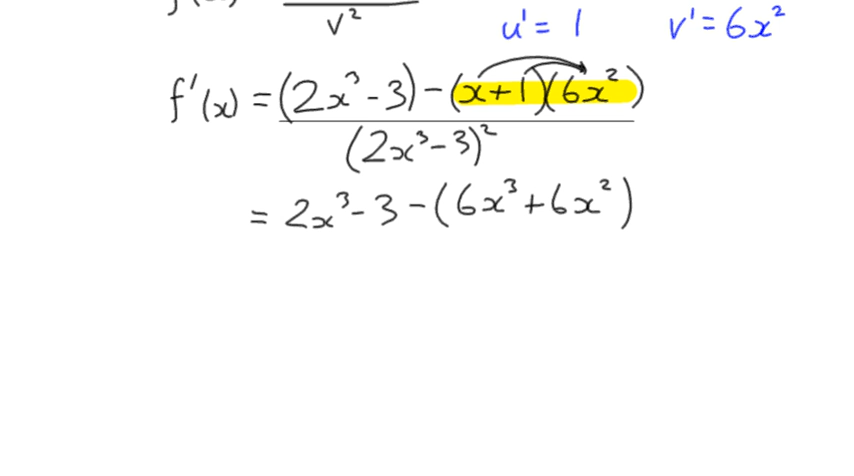 v²
u' = 1 v' = 6x²
f'(x) = (2x³ - 3) - (x + 1)(6x²)
(2x³ - 3)²
= 2x³ - 3 - (6x³ + 6x²)